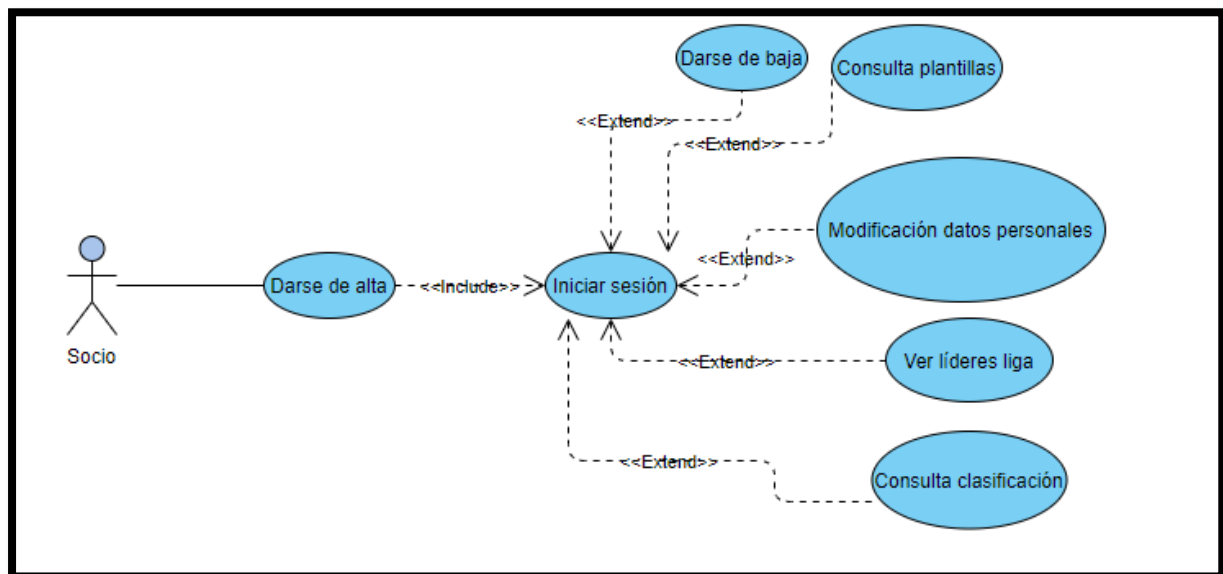 Darse de baja
Consulta plantillas
<<Extend>>
<<Extend>>
Modificación datos personales
<<Extend>>
Darse de alta
<<Include>>
Iniciar sesión
Socio
<<Extend>>
Ver líderes liga
<<Extend>>
Consulta clasificación